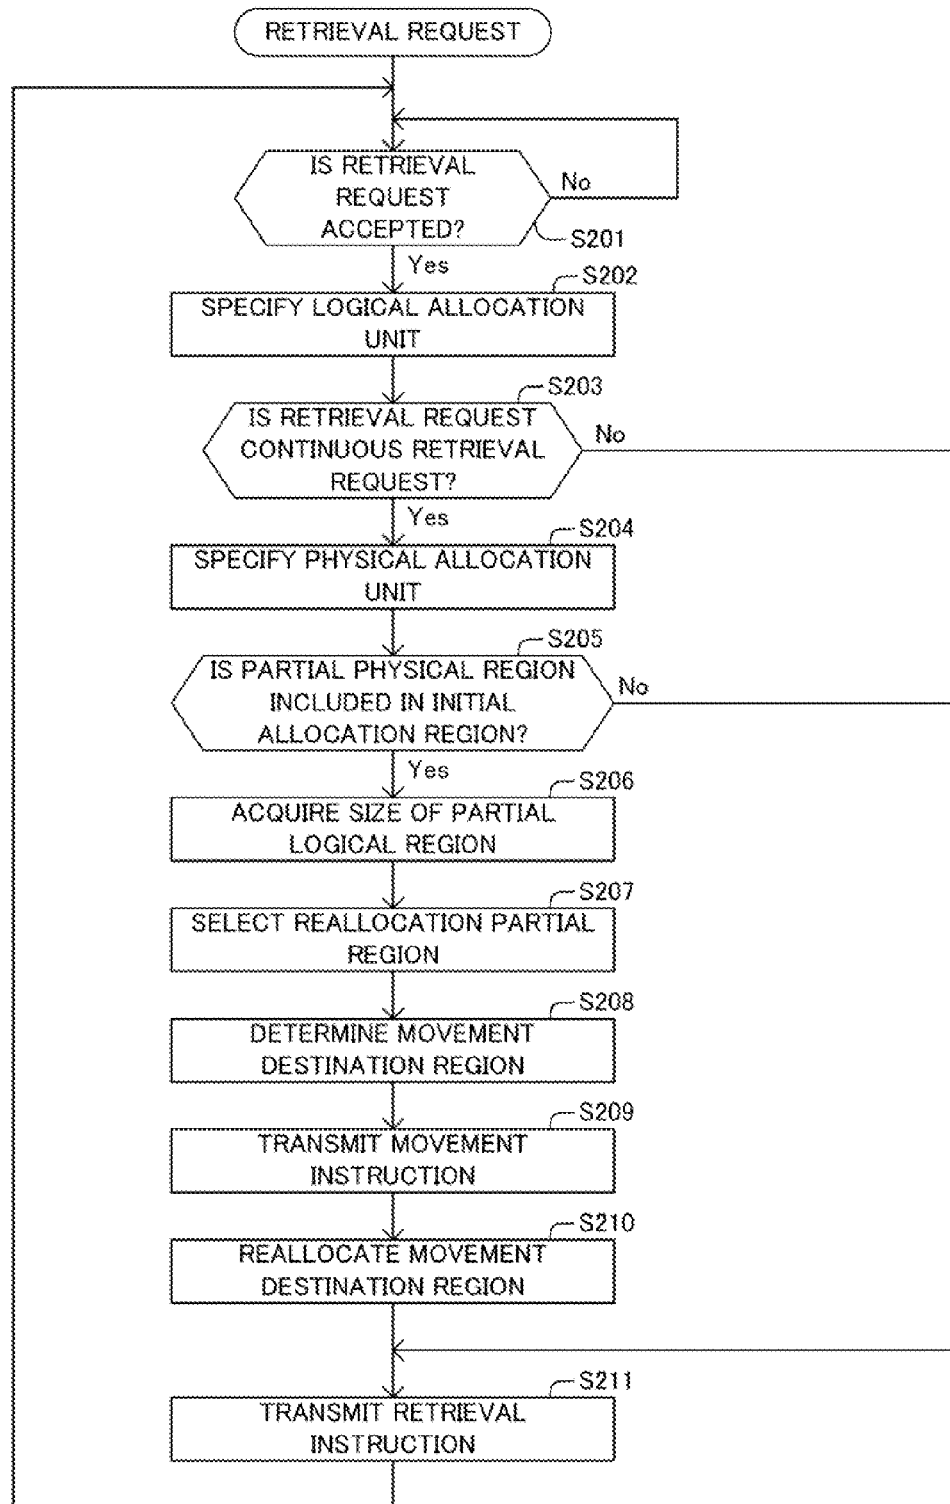 RETRIEVAL REQUEST
IS RETRIEVAL
REQUEST
ACCEPTED?
No
S201
Yes
S202
SPECIFY LOGICAL ALLOCATION
UNIT
S203
IS RETRIEVAL REQUEST
CONTINUOUS RETRIEVAL
REQUEST?
No
Yes
S204
SPECIFY PHYSICAL ALLOCATION
UNIT
S205
IS PARTIAL PHYSICAL REGION
INCLUDED IN INITIAL
ALLOCATION REGION?
No
Yes
S206
ACQUIRE SIZE OF PARTIAL
LOGICAL REGION
S207
SELECT REALLOCATION PARTIAL
REGION
S208
DETERMINE MOVEMENT
DESTINATION REGION
S209
TRANSMIT MOVEMENT
INSTRUCTION
S210
REALLOCATE MOVEMENT
DESTINATION REGION
S211
TRANSMIT RETRIEVAL
INSTRUCTION